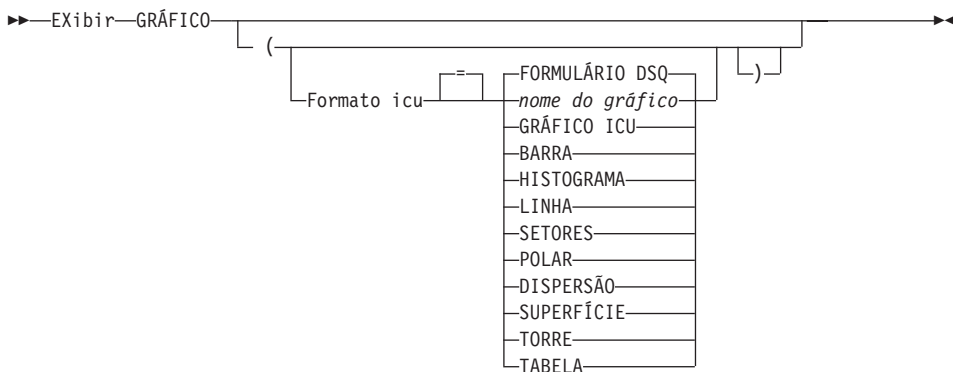 EXibir GRÁFICO
(
Formato icu = FORMULÁRIO DSQ )
nome do gráfico
GRÁFICO ICU
BARRA
HISTOGRAMA
LINHA
SETORES
POLAR
DISPERSÃO
SUPERFÍCIE
TORRE
TABELA